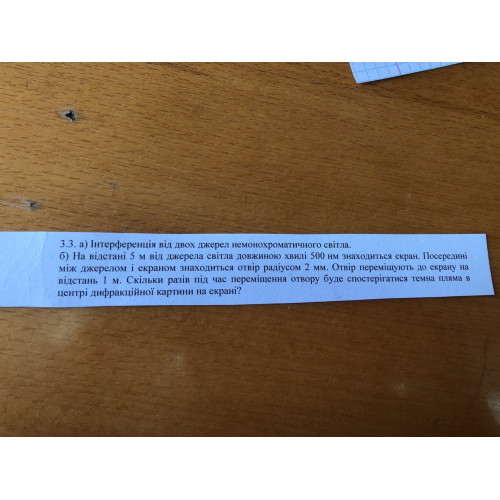 3.3. а) Інтерференція від двох джерел немонохроматичного світла.
б) На відстані 5 м від джерела світла довжиною хвилі 500 нм знаходиться екран. Посередині
між джерелом і екраном знаходиться отвір радіусом 2 мм. Отвір переміщують до екрану на
відстань 1 м. Скільки разів під час переміщення отвору буде спостерігатися темна пляма в
центрі дифракційної картини на екрані?